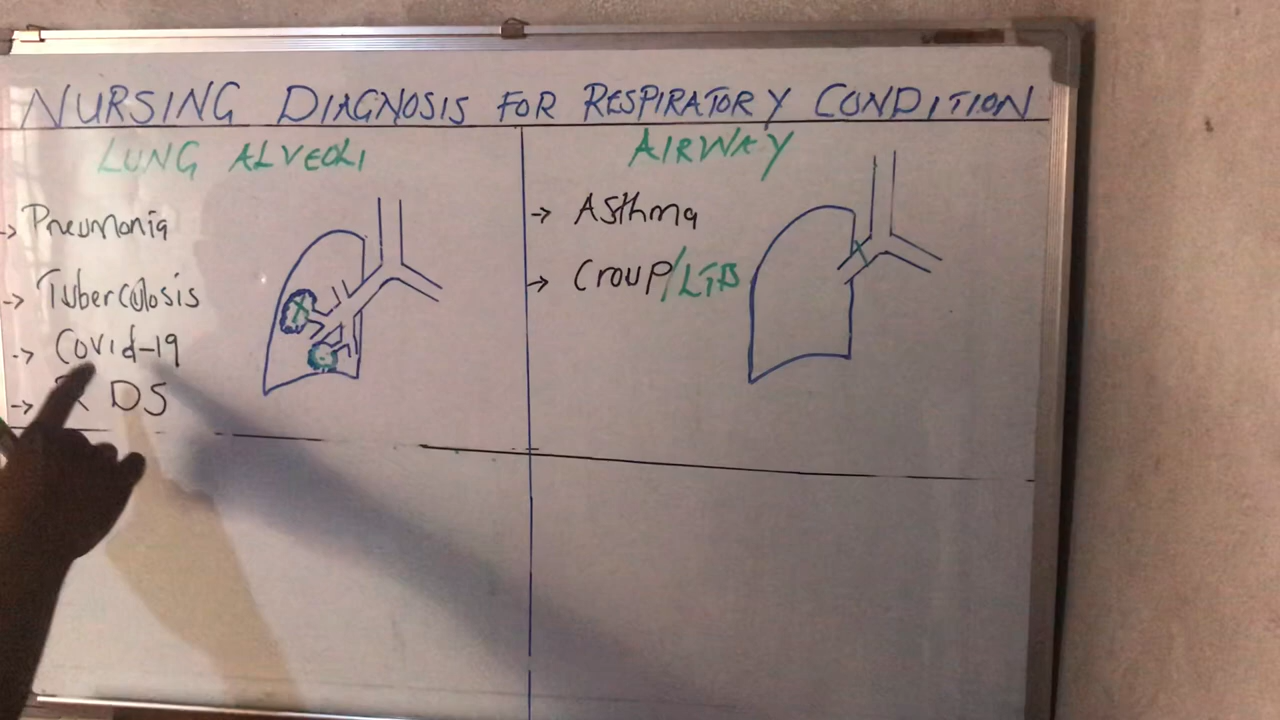 NURSING DIAGNOSIS FOR RESPIRATORY CONDITION
LUNG ALVEOLI
-> Pneumonia
-> Tuberculosis
-> Covid-19
-> DS
AIRWAY
-> Asthma
-> Croup/LTB